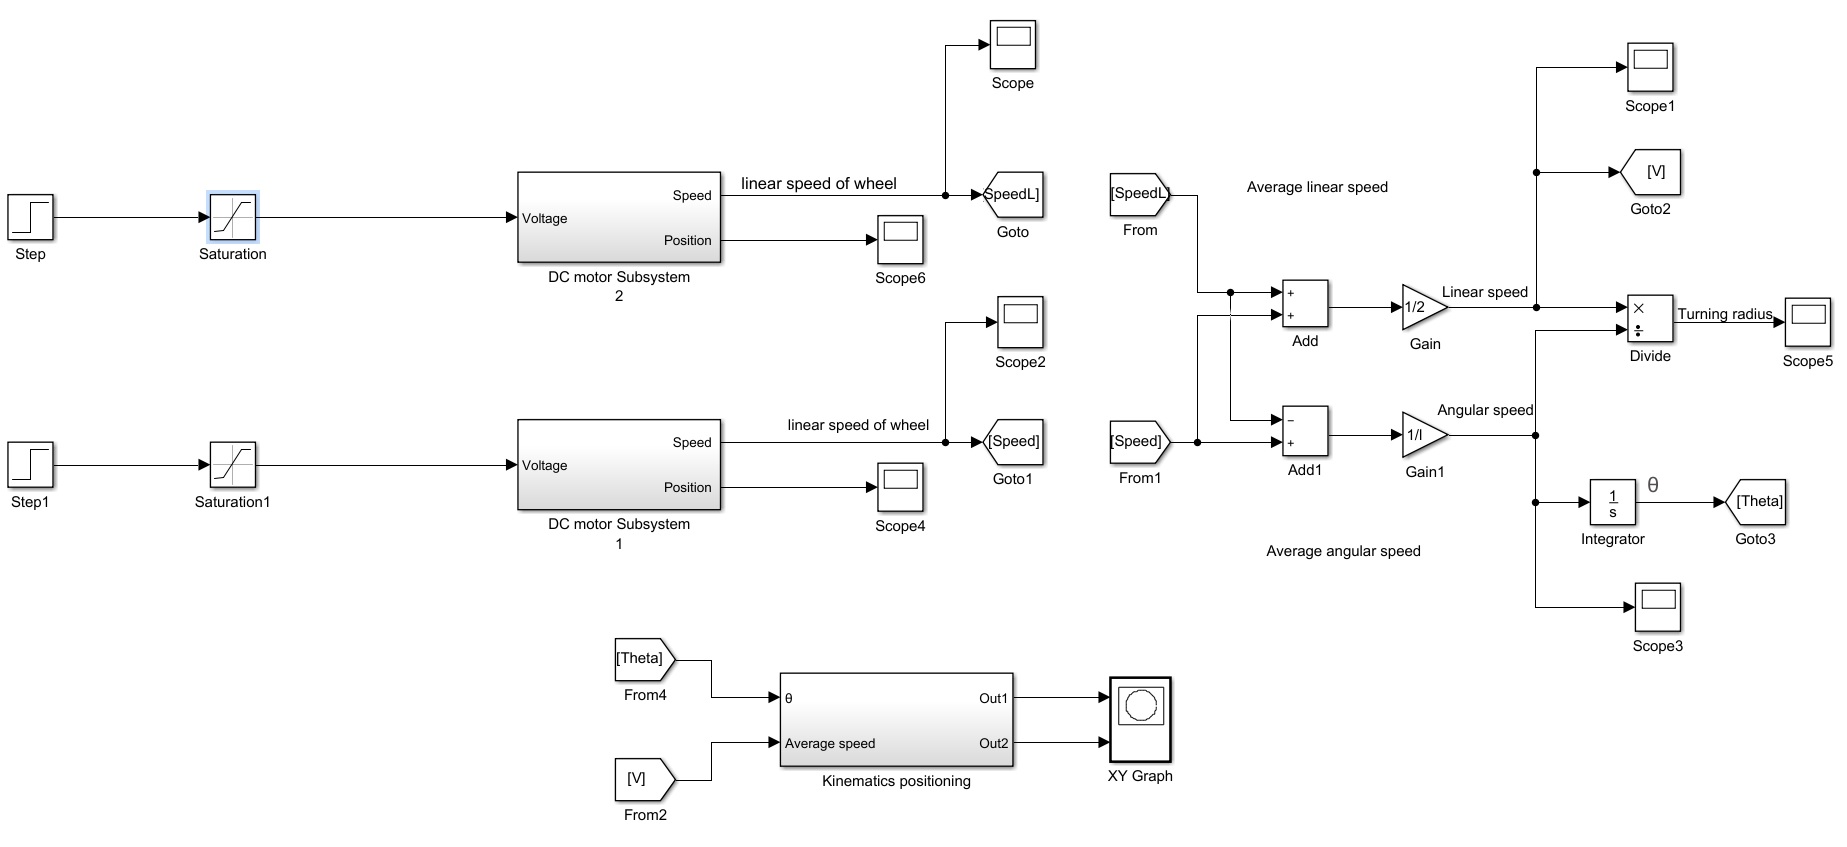 Scope
Scope1
[V]
Goto2
Step
Saturation
Voltage
Speed
Position
DC motor Subsystem
2
linear speed of wheel
SpeedL]
Goto
Scope6
[SpeedL]
From
Average linear speed
+
+
Add
1/2
Gain
Linear speed
×
÷
Divide
Turning radius
Scope5
Scope2
Step1
Saturation1
Voltage
Speed
Position
DC motor Subsystem
1
linear speed of wheel
[Speed]
Goto1
Scope4
[Speed]
From1
−
+
Add1
1/l
Gain1
Angular speed
1
s
Integrator
θ
[Theta]
Goto3
Average angular speed
Scope3
[Theta]
From4
[V]
From2
θ
Average speed
Out1
Out2
Kinematics positioning
XY Graph